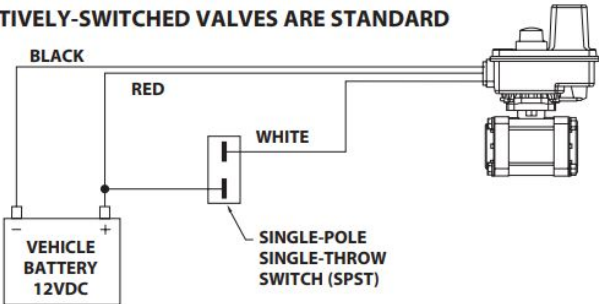 TIVELY-SWITCHED VALVES ARE STANDARD
BLACK
RED
WHITE
SINGLE-POLE
SINGLE-THROW
SWITCH (SPST)
– +
VEHICLE
BATTERY
12VDC